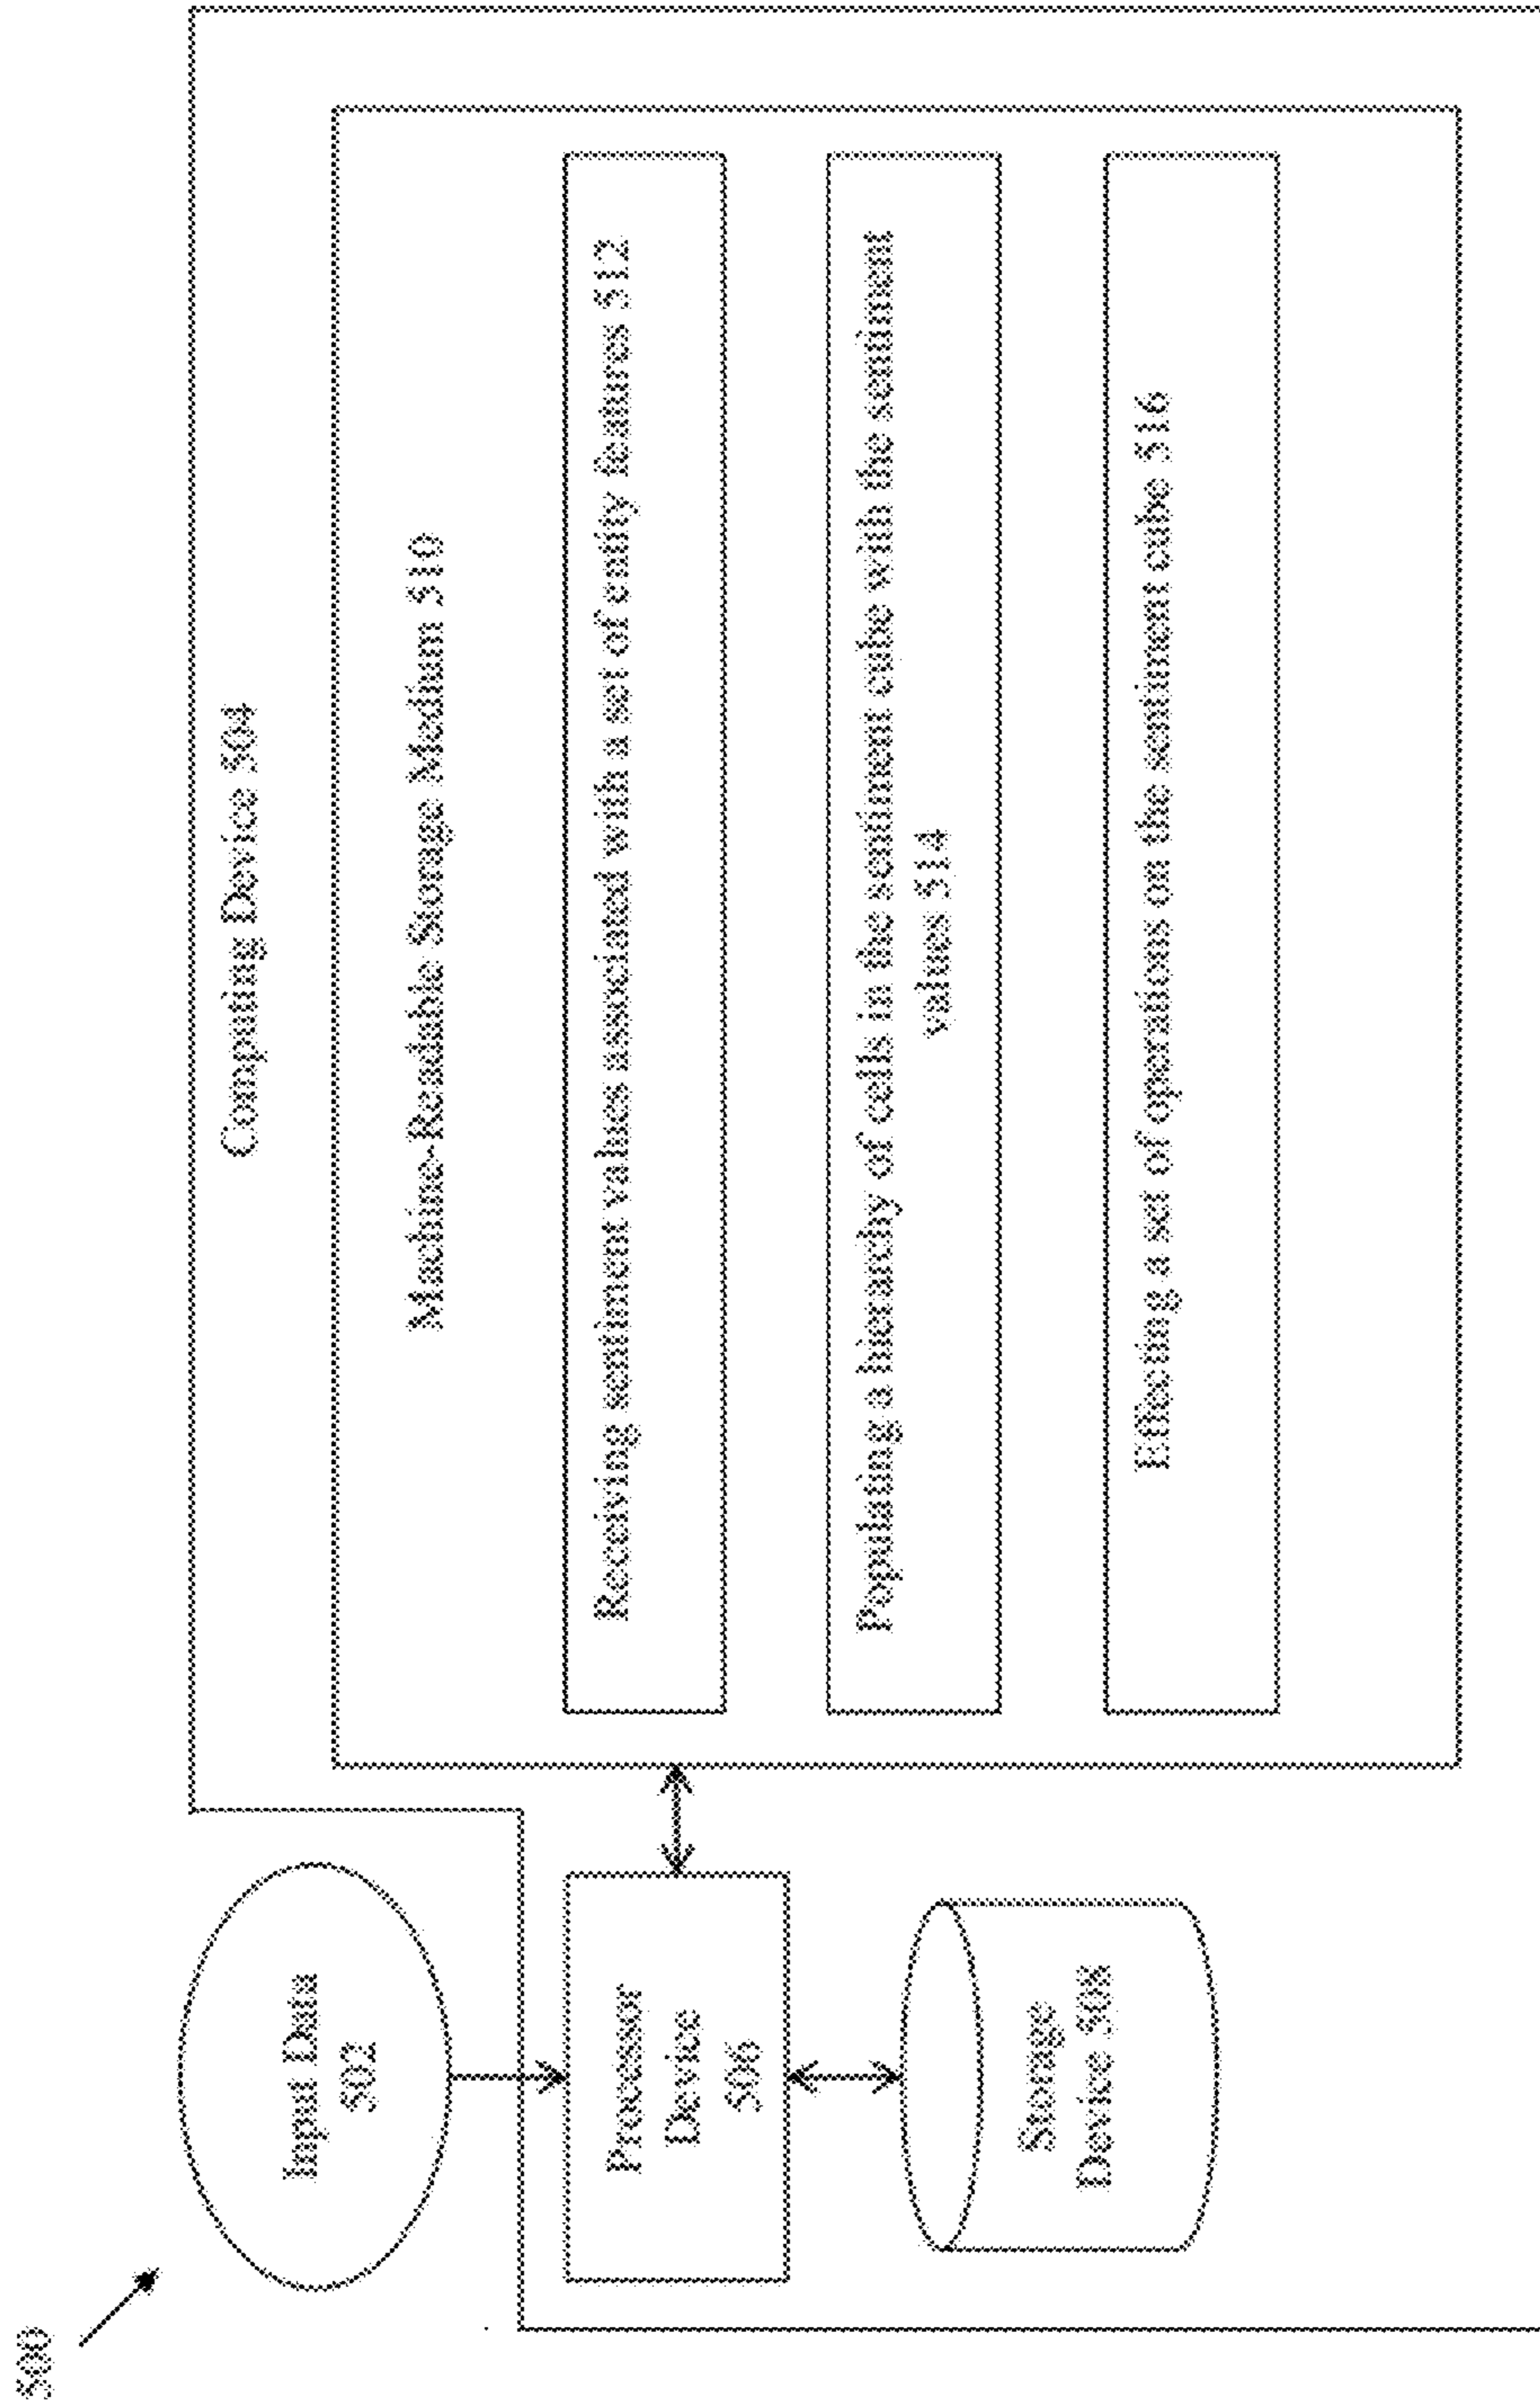 500
Input Data
502
Computing Device 504
Processor
Device
506
Storage
Device 508
Machine-Readable Storage Medium 510
Receiving sentiment values associated with a set of entity features 512
Populating a hierarchy of cells in the sentiment cube with the sentiment
values 514
Effecting a set of operations on the sentiment cube 516